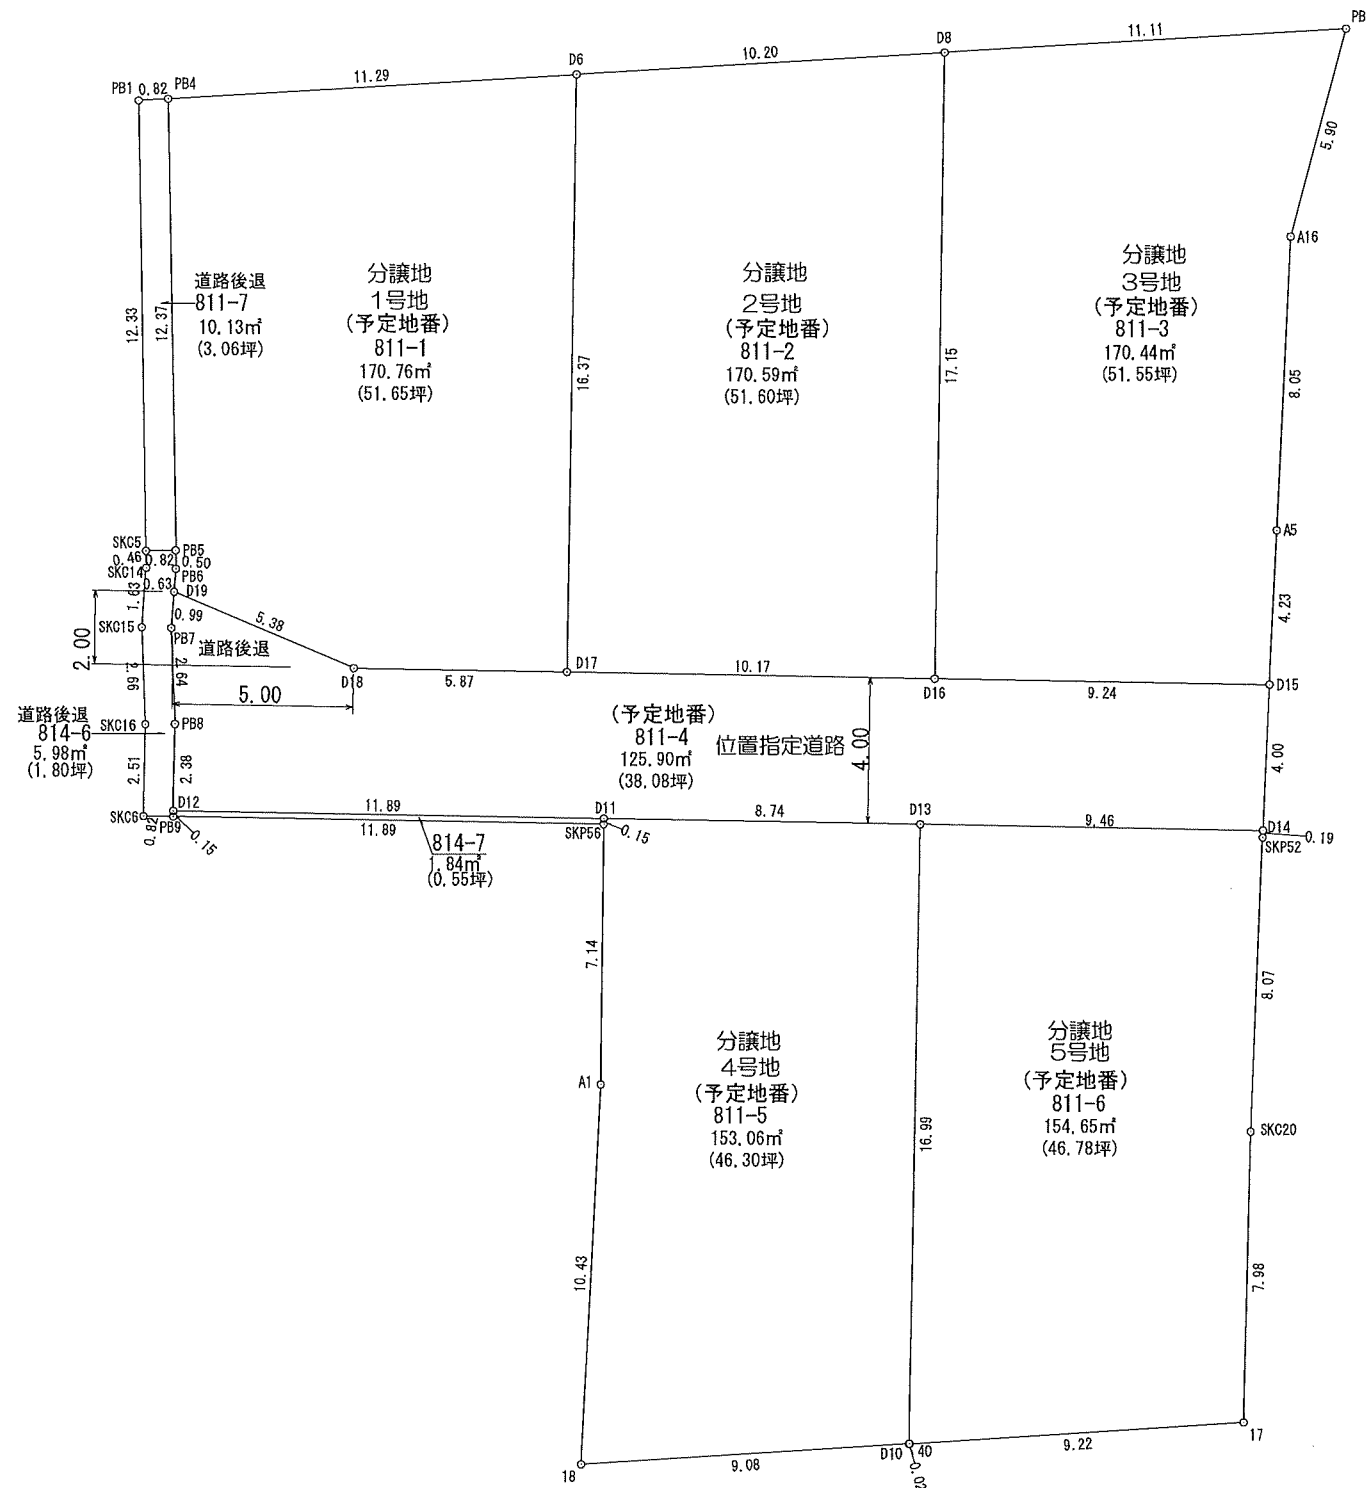 PB
11.11
D8
10.20
D6
11.29
PB4
0.82
PB1
5.90
A16
道路後退
811-7
10.13㎡
(3.06坪)
12.33
12.37
分譲地
1号地
(予定地番)
811-1
170.76㎡
(51.65坪)
16.37
分譲地
2号地
(予定地番)
811-2
170.59㎡
(51.60坪)
17.15
分譲地
3号地
(予定地番)
811-3
170.44㎡
(51.55坪)
8.05
A5
4.23
SKC5
PB5
0.46
0.82
0.50
SKC14
PB6
0.63
D19
1.63
0.99
SKC15
PB7
道路後退
2.00
5.38
2.66
2.64
5.00
D18
5.87
D17
10.17
D16
9.24
D15
道路後退
814-6
5.98㎡
(1.80坪)
SKC16
PB8
2.51
2.38
(予定地番)
811-4
125.90㎡
(38.08坪)
位置指定道路
4.00
4.00
D12
11.89
D11
8.74
D13
9.46
D14
0.19
SKC6
PB9
0.82
0.15
11.89
SKP56
0.15
SKP52
814-7
1.84㎡
(0.55坪)
7.14
8.07
A1
分譲地
4号地
(予定地番)
811-5
153.06㎡
(46.30坪)
16.99
分譲地
5号地
(予定地番)
811-6
154.65㎡
(46.78坪)
SKC20
10.43
7.98
18
9.08
D10
40
0.02
9.22
17